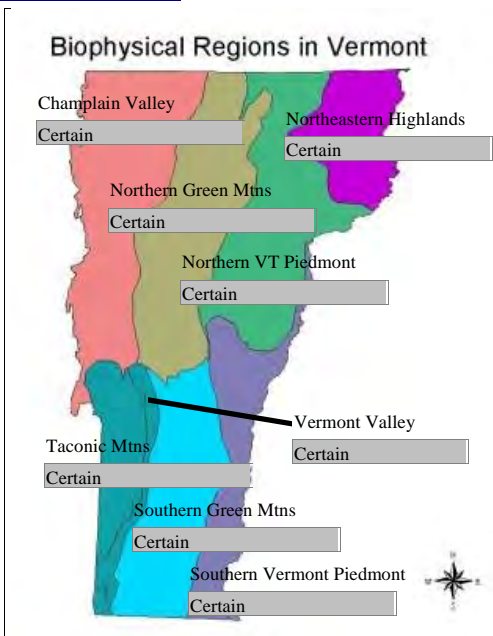 Biophysical Regions in Vermont
Champlain Valley
Certain
Northeastern Highlands
Certain
Northern Green Mtns
Certain
Northern VT Piedmont
Certain
Vermont Valley
Certain
Taconic Mtns
Certain
Southern Green Mtns
Certain
Southern Vermont Piedmont
Certain